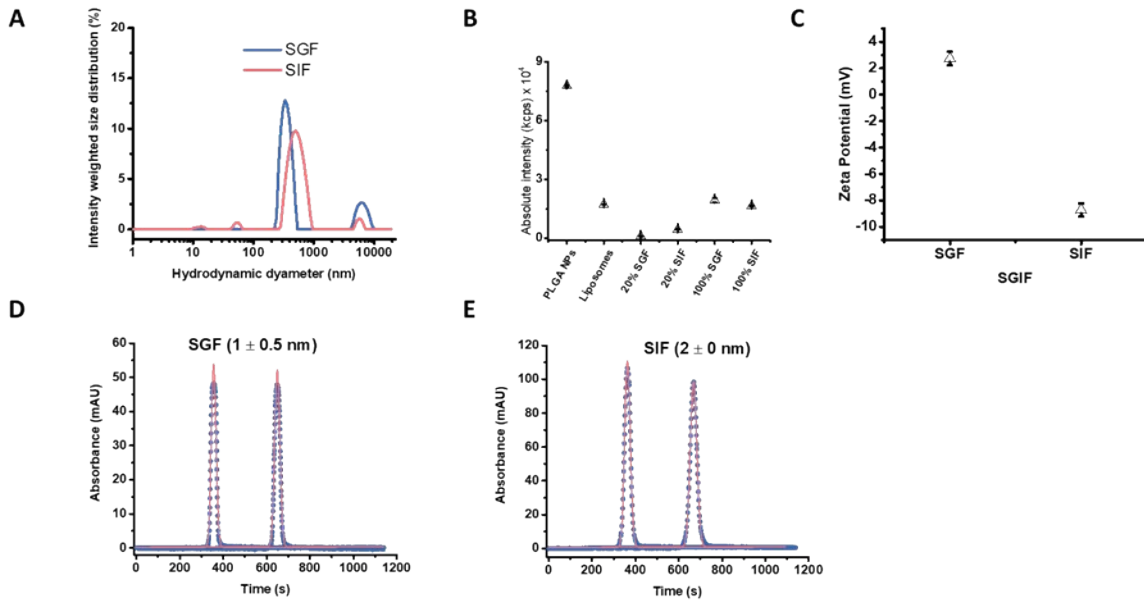 A
Intensity weighted size distribution (%)
20
15
10
5
0
SGF
SIF
1
10
100
1000
10000
Hydrodynamic dyameter (nm)
B
Absolute intensity (kcps) x 10⁴
9
6
3
0
PLGA NPs
Liposomes
20% SGF
20% SIF
100% SGF
100% SIF
C
Zeta Potential (mV)
4
2
0
-2
-4
-6
-8
-10
SGF
SIF
SGIF
D
SGF (1 ± 0.5 nm)
Absorbance (mAU)
60
50
40
30
20
10
0
0
200
400
600
800
1000
1200
Time (s)
E
SIF (2 ± 0 nm)
Absorbance (mAU)
120
100
80
60
40
20
0
0
200
400
600
800
1000
1200
Time (s)